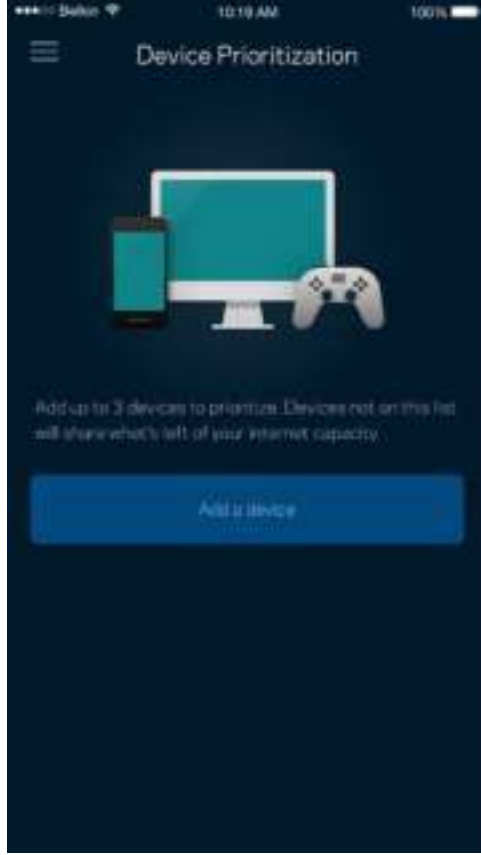 Belkin 10:19 AM 100%
Device Prioritization
Add up to 3 devices to prioritize. Devices not on this list
will share what's left of your internet capacity.
Add a device